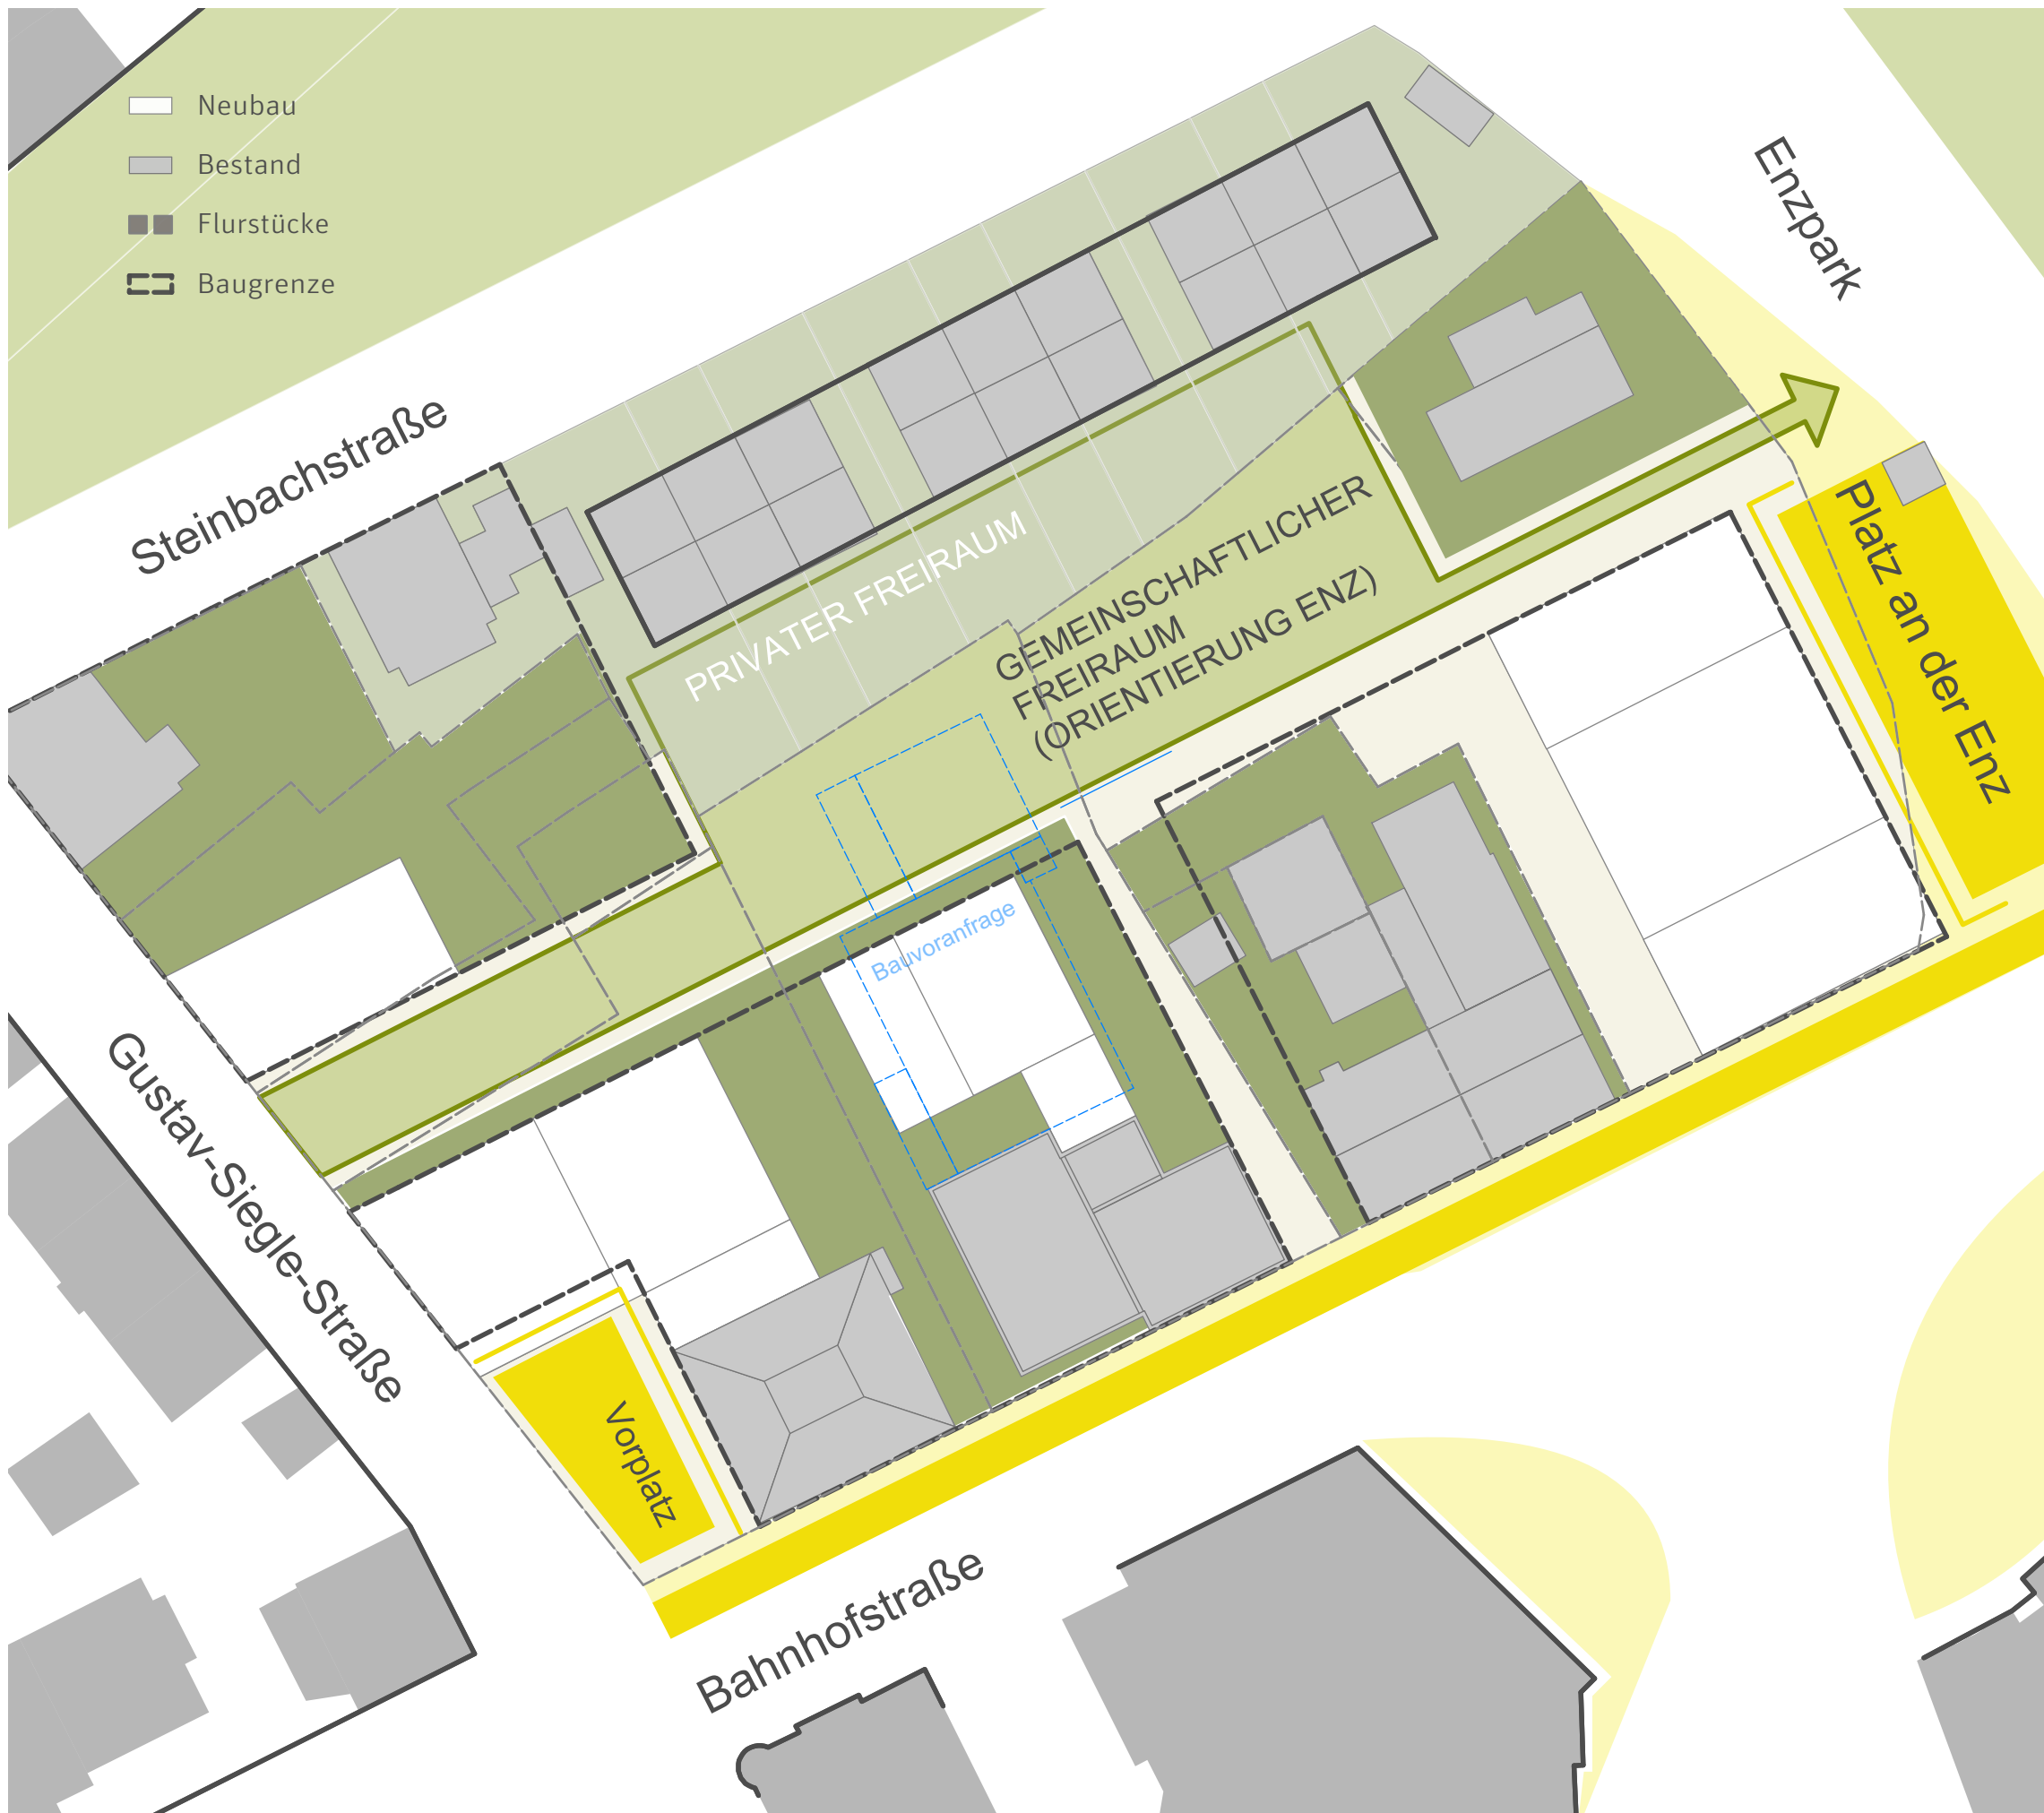 Neubau
Bestand
Flurstücke
Baugrenze
Enzpark
Steinbachstraße
PRIVATER FREIRAUM
GEMEINSCHAFTLICHER
FREIRAUM
(ORIENTIERUNG ENZ)
Platz an der Enz
Bauvoranfrage
Gustav-Siegle-Straße
Vorplatz
Bahnhofstraße